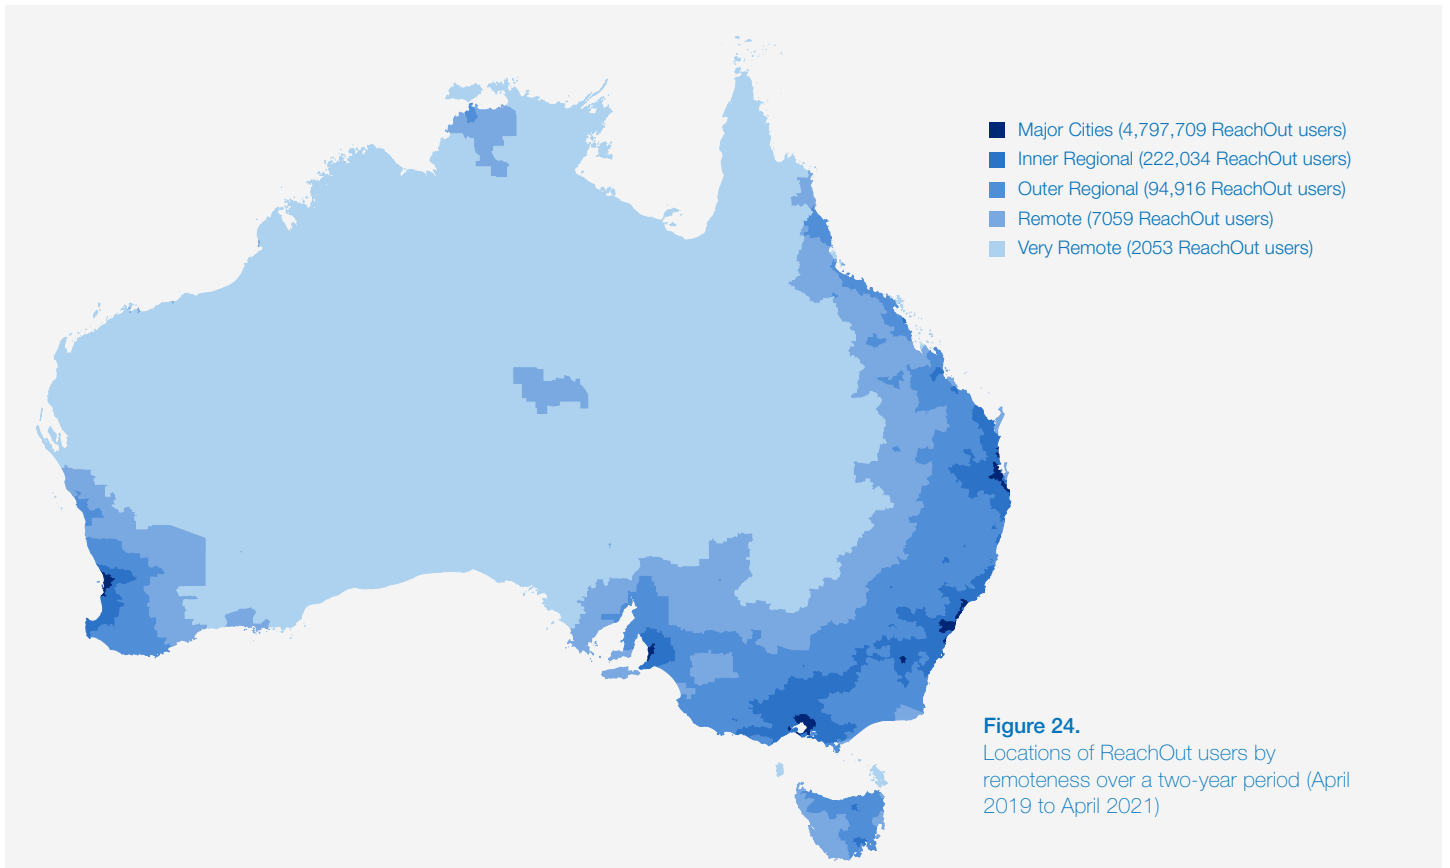 Major Cities (4,797,709 ReachOut users)
Inner Regional (222,034 ReachOut users)
Outer Regional (94,916 ReachOut users)
Remote (7059 ReachOut users)
Very Remote (2053 ReachOut users)
Figure 24.
Locations of ReachOut users by
remoteness over a two-year period (April
2019 to April 2021)